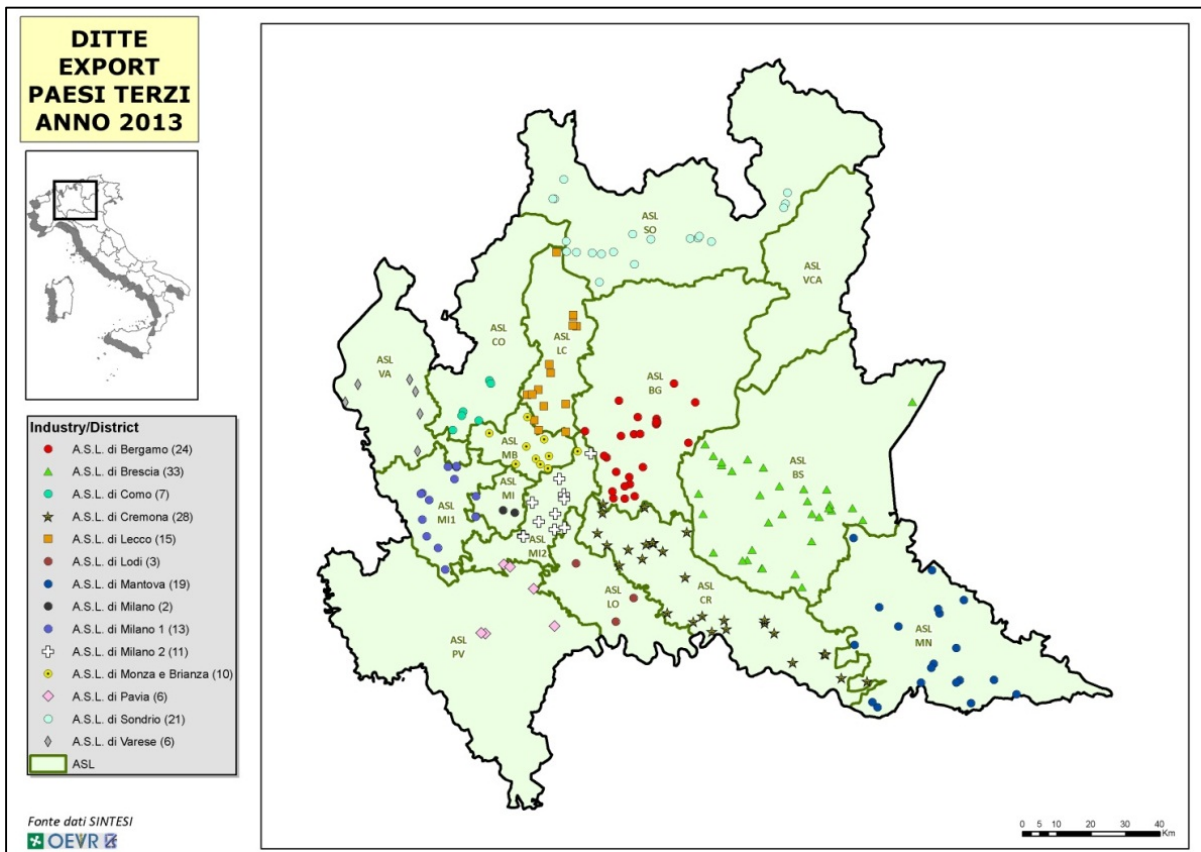 DITTE
EXPORT
PAESI TERZI
ANNO 2013
Industry/District
A.S.L. di Bergamo (24)
A.S.L. di Brescia (33)
A.S.L. di Como (7)
A.S.L. di Cremona (28)
A.S.L. di Lecco (15)
A.S.L. di Lodi (3)
A.S.L. di Mantova (19)
A.S.L. di Milano (2)
A.S.L. di Milano 1 (13)
A.S.L. di Milano 2 (11)
A.S.L. di Monza e Brianza (10)
A.S.L. di Pavia (6)
A.S.L. di Sondrio (21)
A.S.L. di Varese (6)
ASL
Fonte dati SINTESI
OEVR
ASL
SO
ASL
VCA
ASL
CO
ASL
LC
ASL
VA
ASL
BG
ASL
MB
ASL
BS
ASL
MI
ASL
MI1
ASL
MI2
ASL
LO
ASL
CR
ASL
MN
ASL
PV
0 5 10 20 30 40
Km